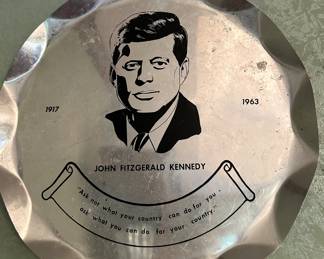 1917 1963
JOHN FITZGERALD KENNEDY
"Ask not what your country can do for you -
ask what you can do for your country."